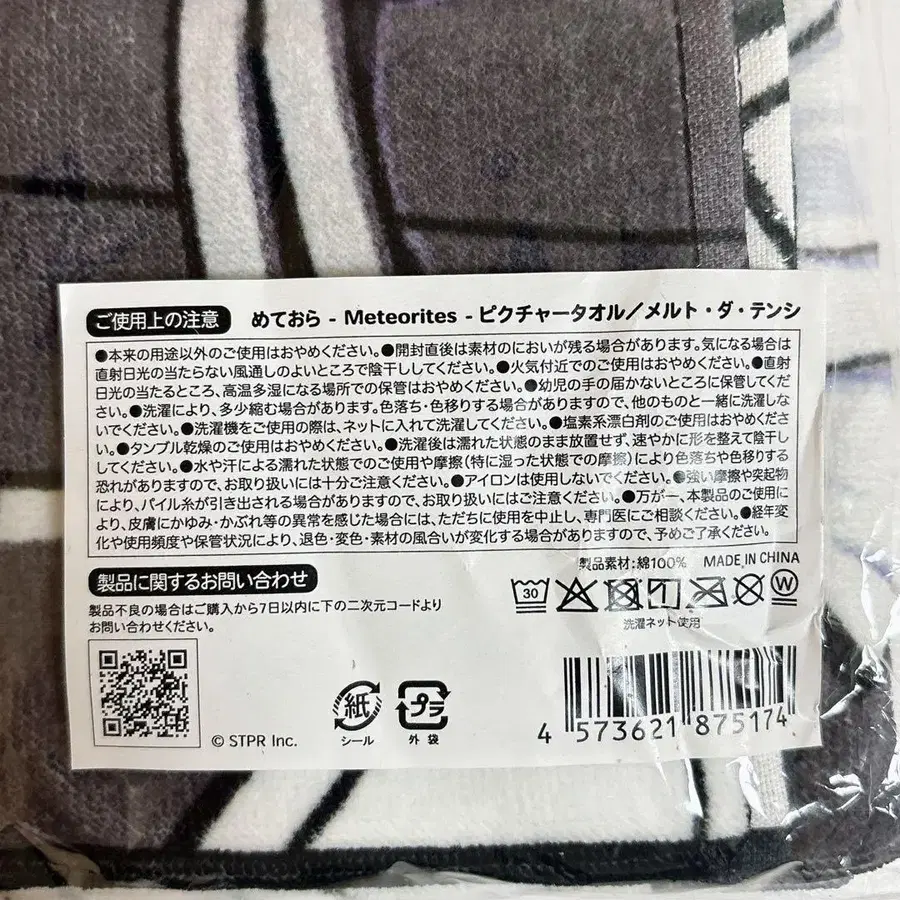 ご使用上の注意 めておら - Meteorites - ピクチャータオル／メルト・ダ・テンシ
●本来の用途以外のご使用はおやめください。●開封直後は素材のにおいが残る場合があります。気になる場合は
直射日光の当たらない風通しのよいところで陰干ししてください。●火気付近でのご使用はおやめください。●直射
日光の当たるところ、高温多湿になる場所での保管はおやめください。●幼児の手の届かないところに保管してくだ
さい。●洗濯により、多少縮む場合があります。色落ち・色移りする場合がありますので、他のものと一緒に洗濯しな
いでください。●洗濯機をご使用の際は、ネットに入れて洗濯してください。●塩素系漂白剤のご使用はおやめくださ
い。●タンブル乾燥のご使用はおやめください。●洗濯後は濡れた状態のまま放置せず、速やかに形を整えて陰干し
してください。●水や汗による濡れた状態でのご使用や摩擦（特に湿った状態での摩擦）により色落ちや色移りする
恐れがありますので、お取り扱いには十分ご注意ください。●アイロンは使用しないでください。●強い摩擦や突起物
により、パイル糸が引き出される場合がありますので、お取り扱いにはご注意ください。●万が一、本製品のご使用に
より、皮膚にかゆみ・かぶれ等の異常を感じた場合には、ただちに使用を中止し、専門医にご相談ください。●経年変
化や使用頻度や保管状況により、退色・変色・素材の風合いが変化する場合がありますので、予めご了承ください。
製品素材：綿100% MADE IN CHINA
製品に関するお問い合わせ
30
W
洗濯ネット使用
製品不良の場合はご購入から7日以内に下の二次元コードより
お問い合わせください。
© STPR Inc.
紙
シール
プラ
外 袋
4 573621 875174